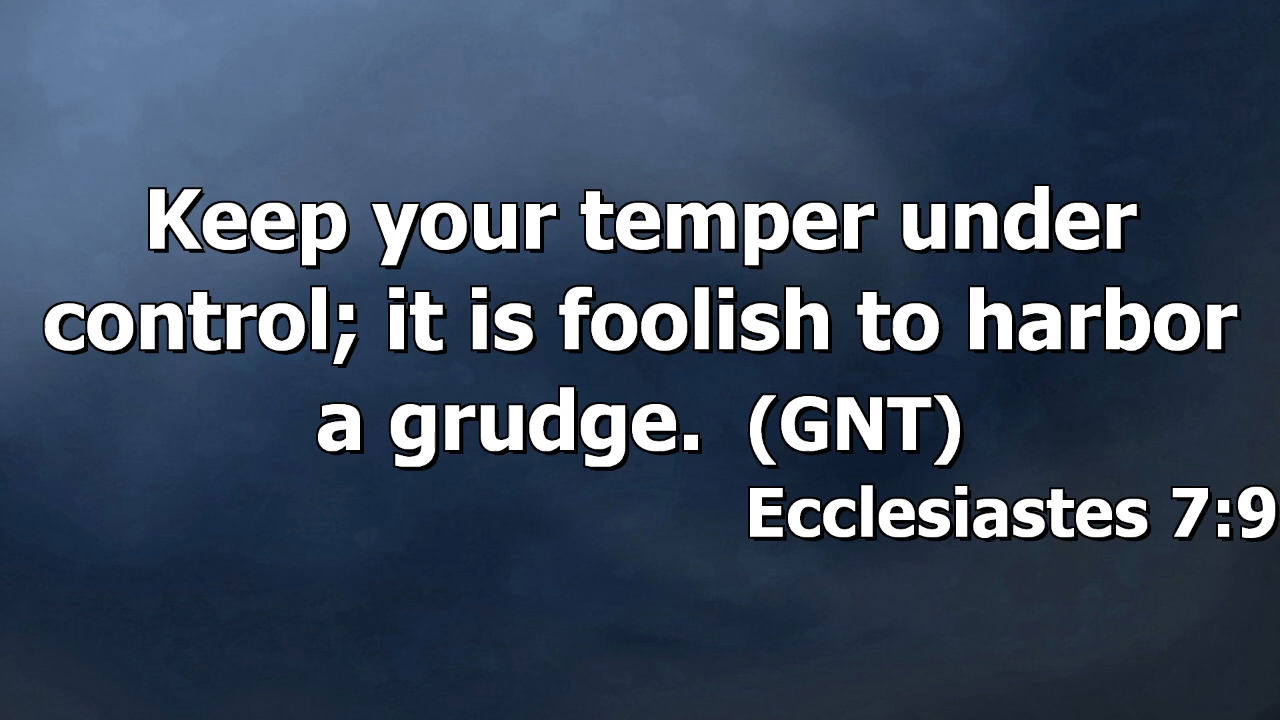 Keep your temper under
control; it is foolish to harbor
a grudge. (GNT)
Ecclesiastes 7:9